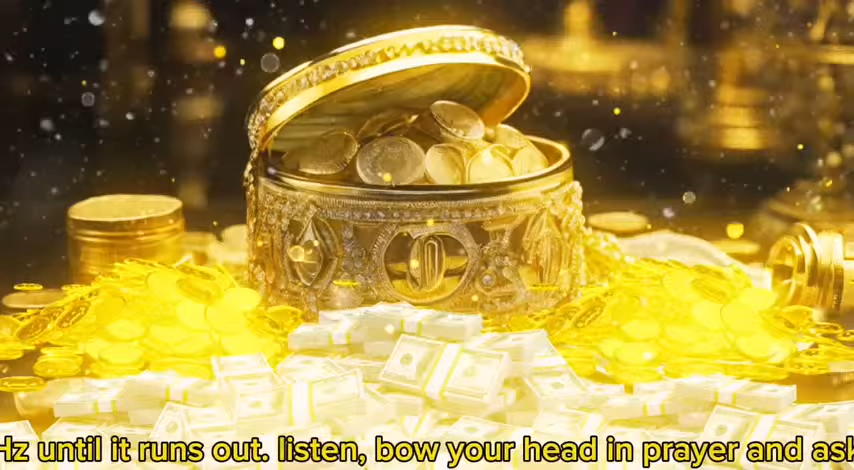 Hz until it runs out. listen, bow your head in prayer and ask